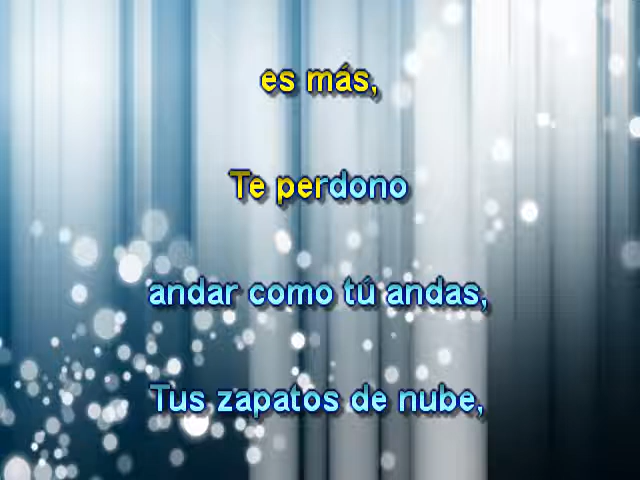 es más,
Te perdono
andar como tú andas,
Tus zapatos de nube,